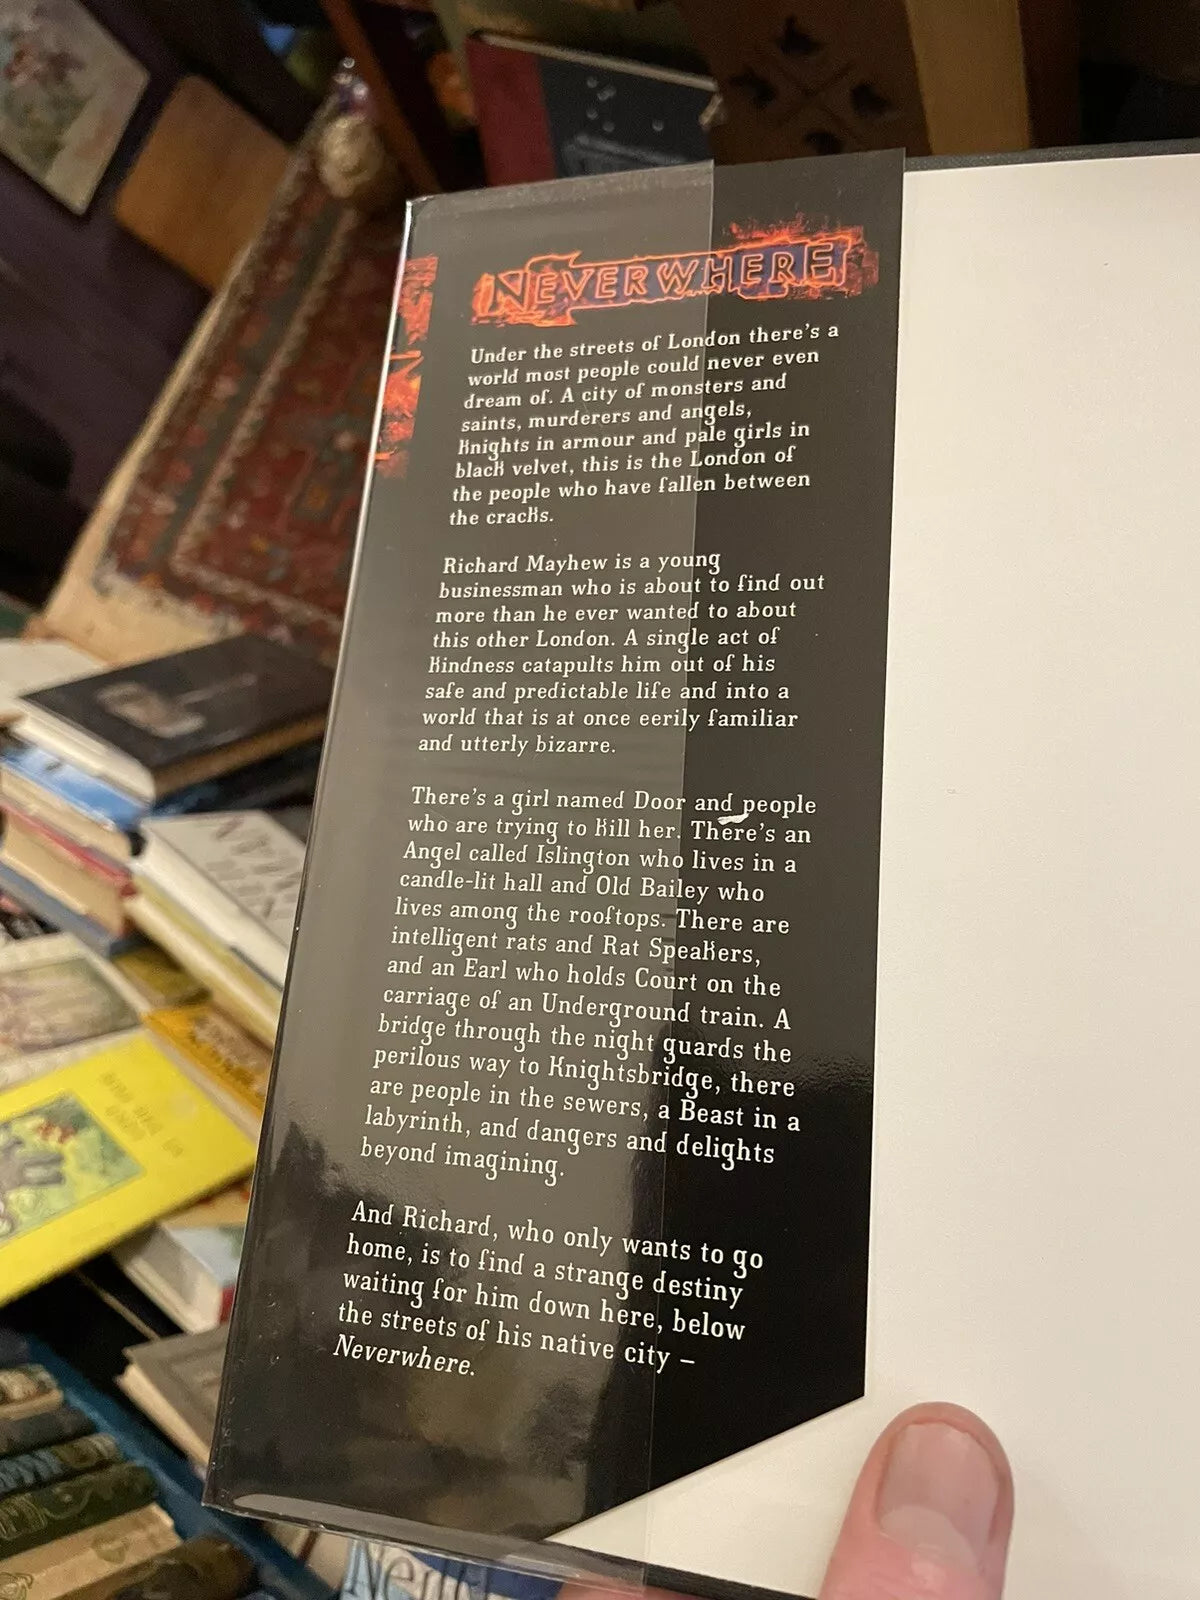 NEVERWHERE
Under the streets of London there's a
world most people could never even
dream of. A city of monsters and
saints, murderers and angels,
Knights in armour and pale girls in
black velvet, this is the London of
the people who have fallen between
the cracks.
Richard Mayhew is a young
businessman who is about to find out
more than he ever wanted to about
this other London. A single act of
Kindness catapults him out of his
safe and predictable life and into a
world that is at once eerily familiar
and utterly bizarre.
There's a girl named Door and people
who are trying to Kill her. There's an
Angel called Islington who lives in a
candle-lit hall and Old Bailey who
lives among the rooftops. There are
intelligent rats and Rat Speakers,
and an Earl who holds Court on the
carriage of an Underground train. A
bridge through the night guards the
perilous way to Knightsbridge, there
are people in the sewers, a Beast in a
labyrinth, and dangers and delights
beyond imagining.
And Richard, who only wants to go
home, is to find a strange destiny
waiting for him down here, below
the streets of his native city –
Neverwhere.